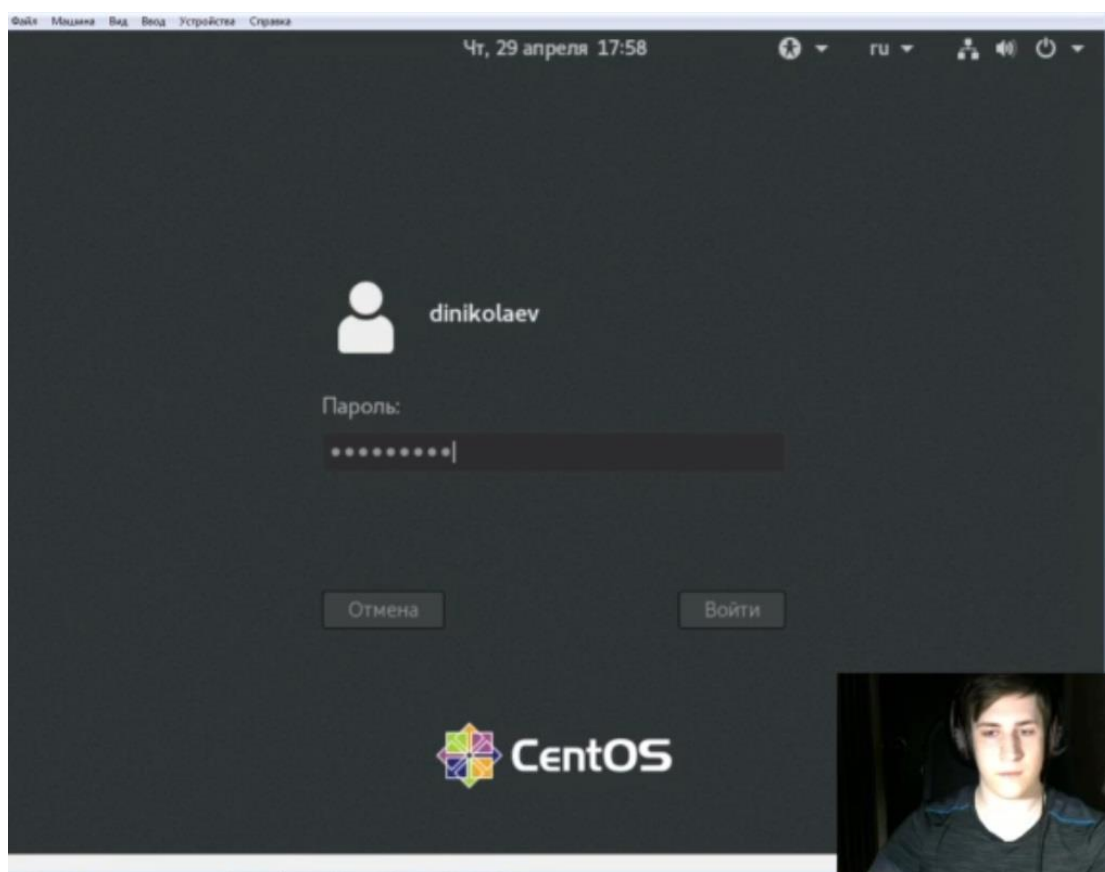 Файл Машина Вид Ввод Устройства Справка
Чт, 29 апреля 17:58 ru
dinikolaev
Пароль:
Отмена Войти
CentOS